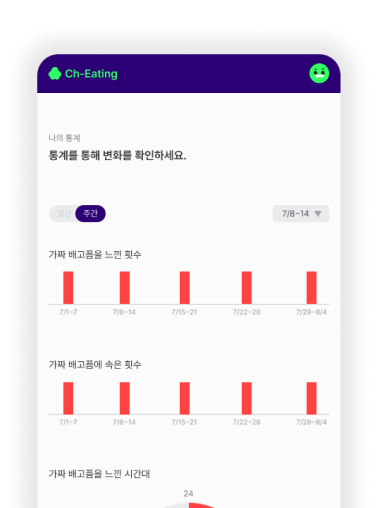 Ch-Eating
나의 통계
통계를 통해 변화를 확인하세요.
일간 주간
7/8~14 ▼
가짜 배고픔을 느낀 횟수
7/1~7 7/8~14 7/15~21 7/22~28 7/29~8/4
가짜 배고픔에 속은 횟수
7/1~7 7/8~14 7/15~21 7/22~28 7/29~8/4
가짜 배고픔을 느낀 시간대
24